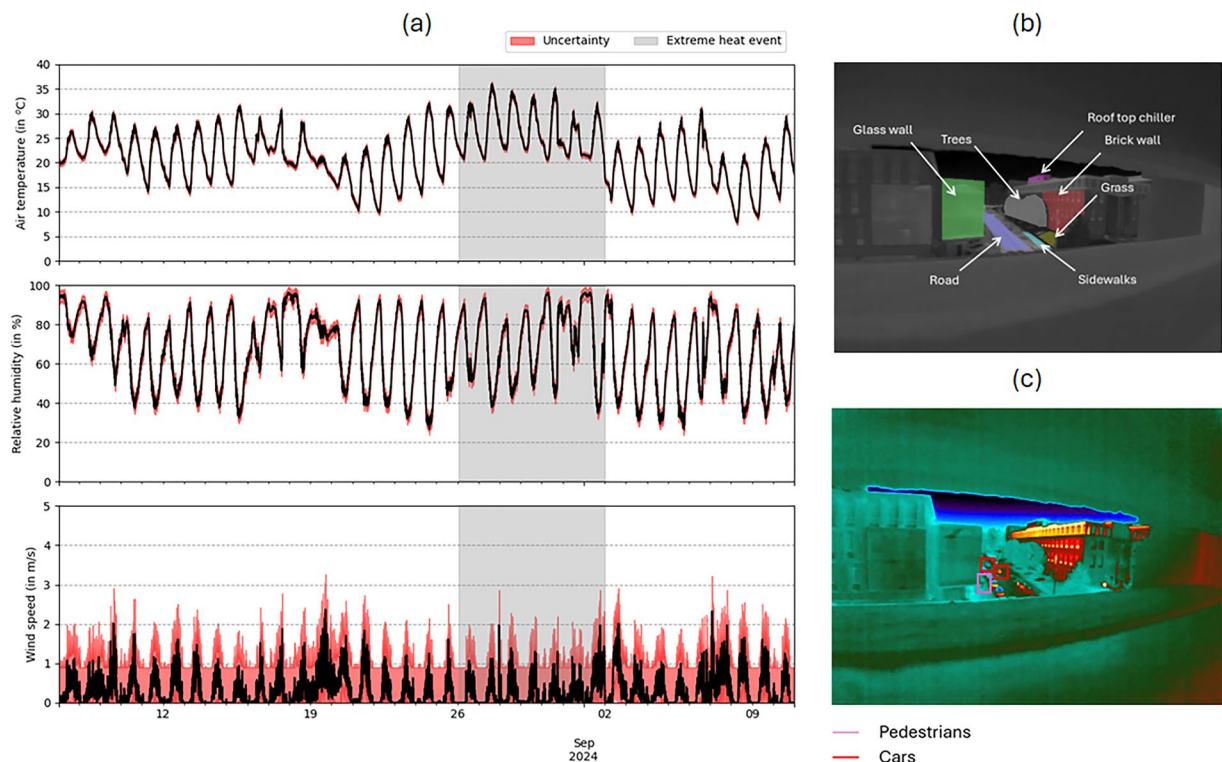 (a)
Uncertainty
Extreme heat event
Air temperature (in °C)
40
35
30
25
20
15
10
5
0
Relative humidity (in %)
100
80
60
40
20
0
Wind speed (in m/s)
5
4
3
2
1
0
12
19
26
02
09
Sep
2024
(b)
Roof top chiller
Glass wall
Trees
Brick wall
Grass
Road
Sidewalks
(c)
Pedestrians
Cars